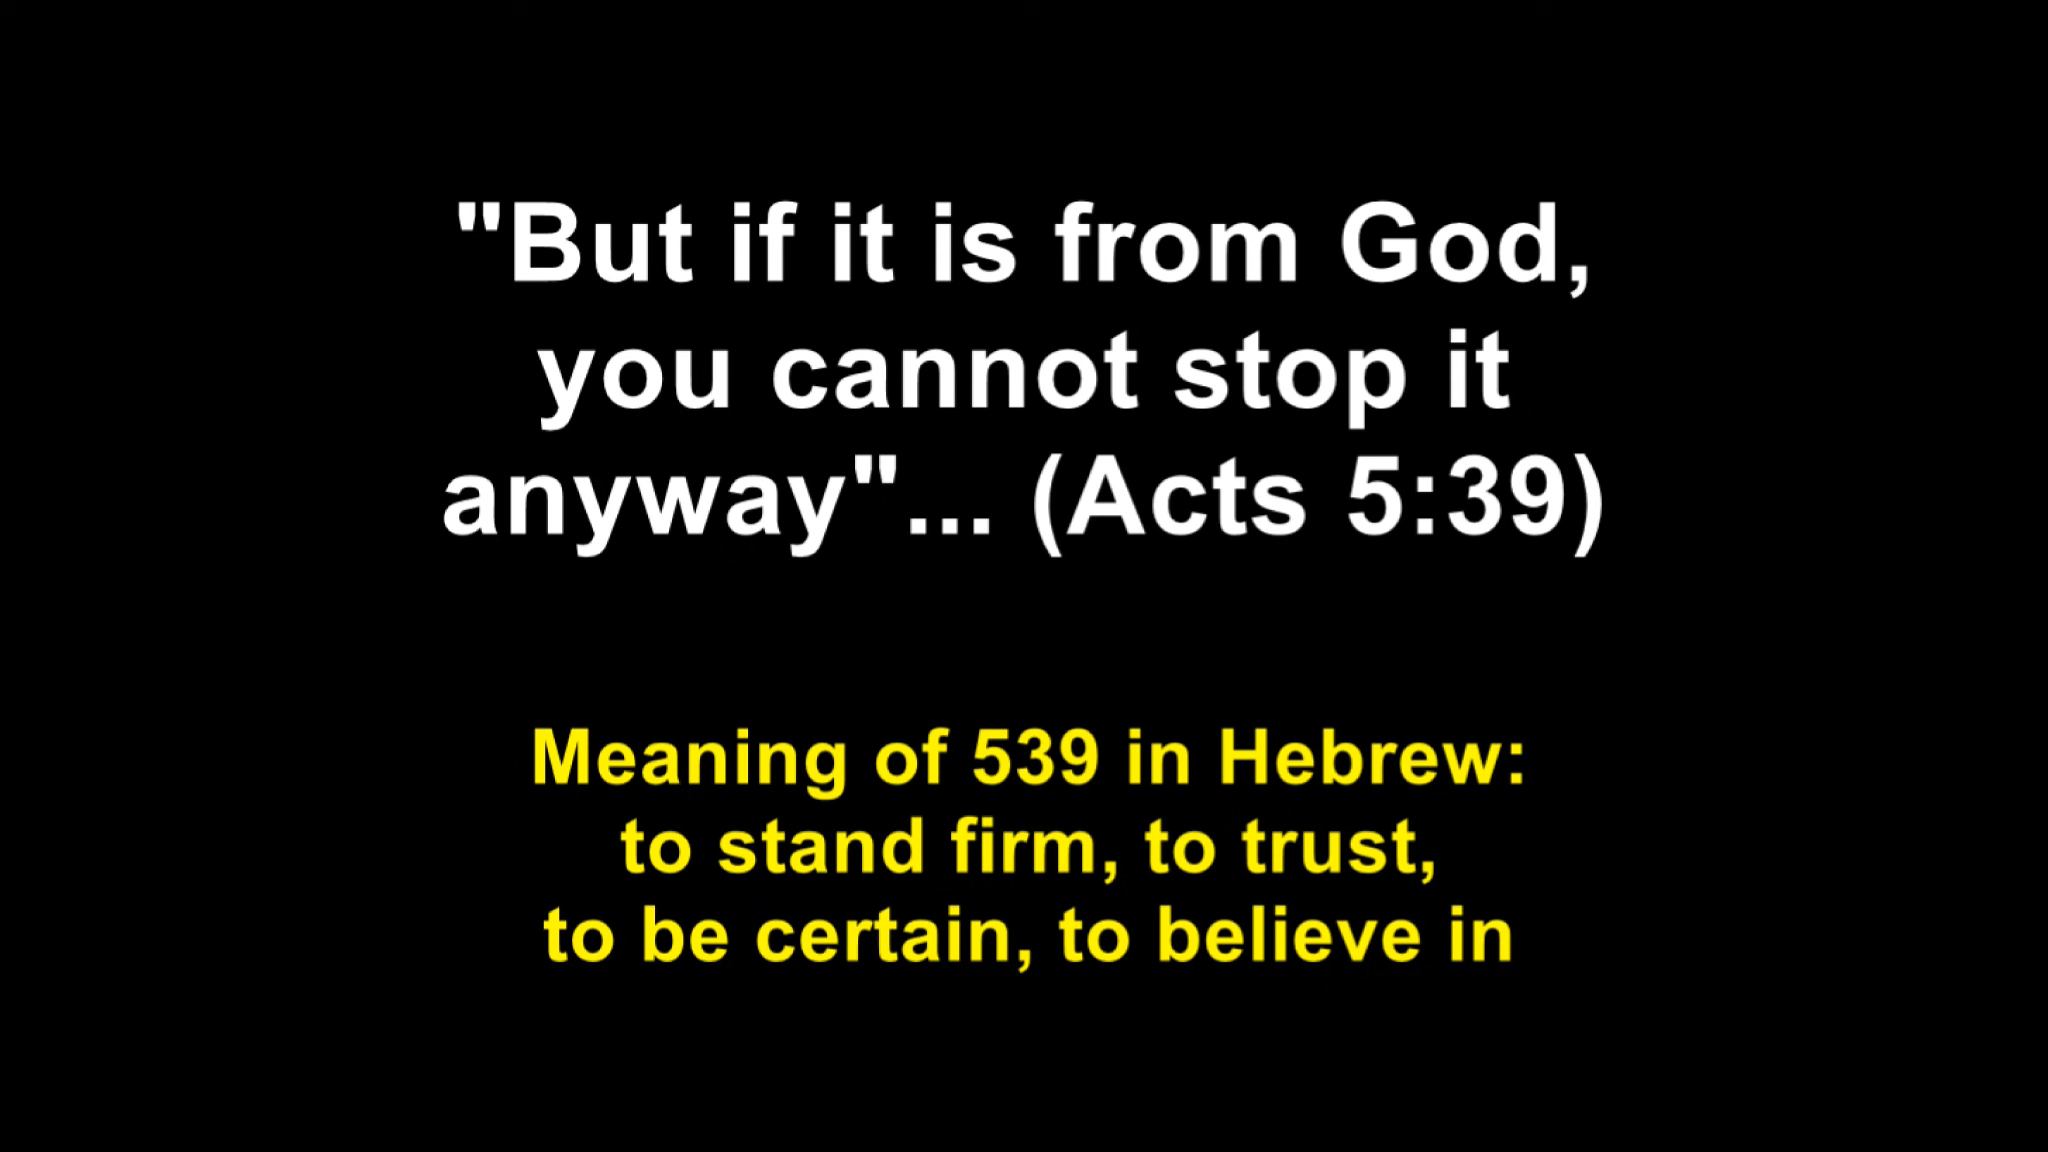 "But if it is from God,
you cannot stop it
anyway"... (Acts 5:39)
Meaning of 539 in Hebrew:
to stand firm, to trust,
to be certain, to believe in